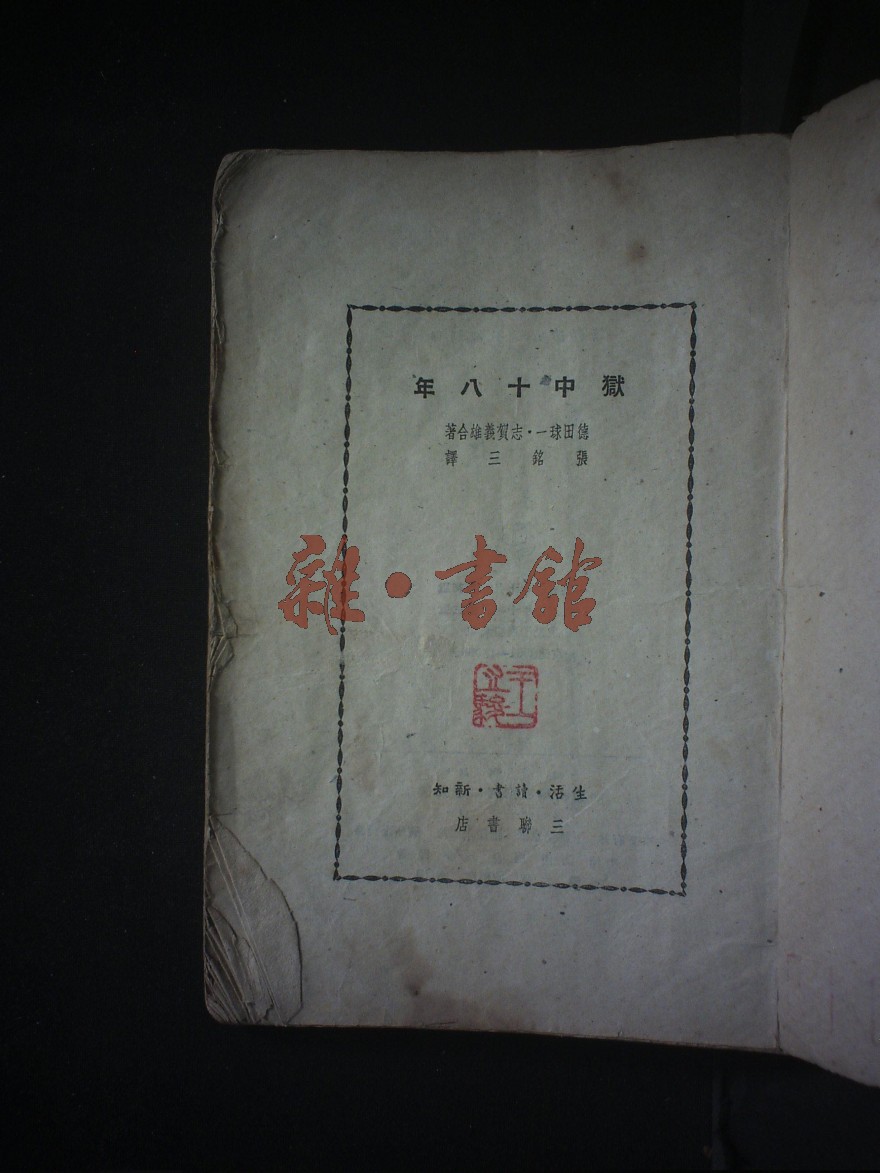 獄中十八年
德田球一·志賀義雄合著
張銘三譯
雜·書舘
生活·讀書·新知
三聯書店